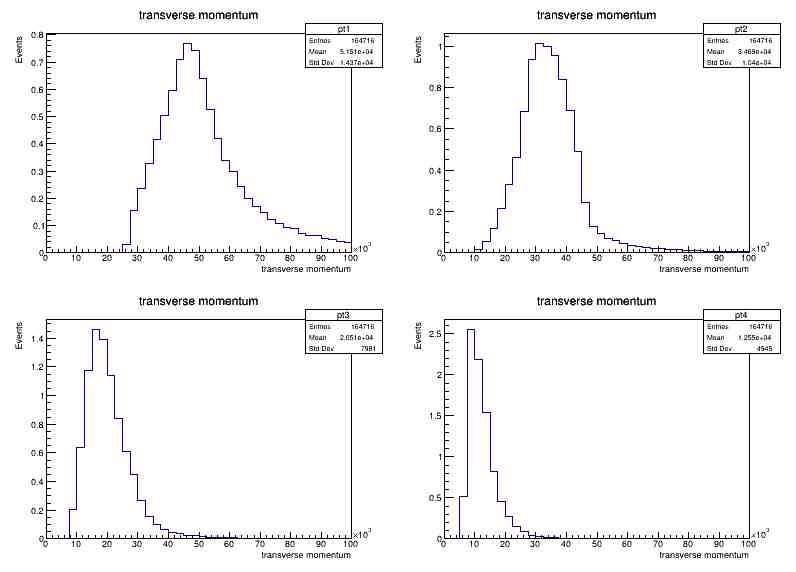 transverse momentum
pt1
Entries 164716
Mean 5.151e+04
Std Dev 1.437e+04
Events
0.8
0.7
0.6
0.5
0.4
0.3
0.2
0.1
0
0 10 20 30 40 50 60 70 80 90 100
×10³
transverse momentum
transverse momentum
pt2
Entries 164716
Mean 3.469e+04
Std Dev 1.04e+04
Events
1
0.8
0.6
0.4
0.2
0
0 10 20 30 40 50 60 70 80 90 100
×10³
transverse momentum
transverse momentum
pt3
Entries 164716
Mean 2.051e+04
Std Dev 7981
Events
1.4
1.2
1
0.8
0.6
0.4
0.2
0
0 10 20 30 40 50 60 70 80 90 100
×10³
transverse momentum
transverse momentum
pt4
Entries 164716
Mean 1.255e+04
Std Dev 4945
Events
2.5
2
1.5
1
0.5
0
0 10 20 30 40 50 60 70 80 90 100
×10³
transverse momentum